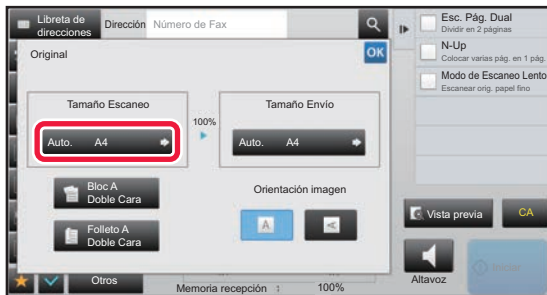 Libreta de
direcciones
Dirección
Número de Fax
Esc. Pág. Dual
Dividir en 2 páginas
N-Up
Colocar varias pág. en 1 pág.
Modo de Escaneo Lento
Escanear orig. papel fino
Original
OK
Tamaño Escaneo
100%
Tamaño Envío
Auto. A4
Auto. A4
Bloc A
Doble Cara
Orientación imagen
Folleto A
Doble Cara
A
A
Vista previa
CA
Altavoz
Otros
Memoria recepción : 100%